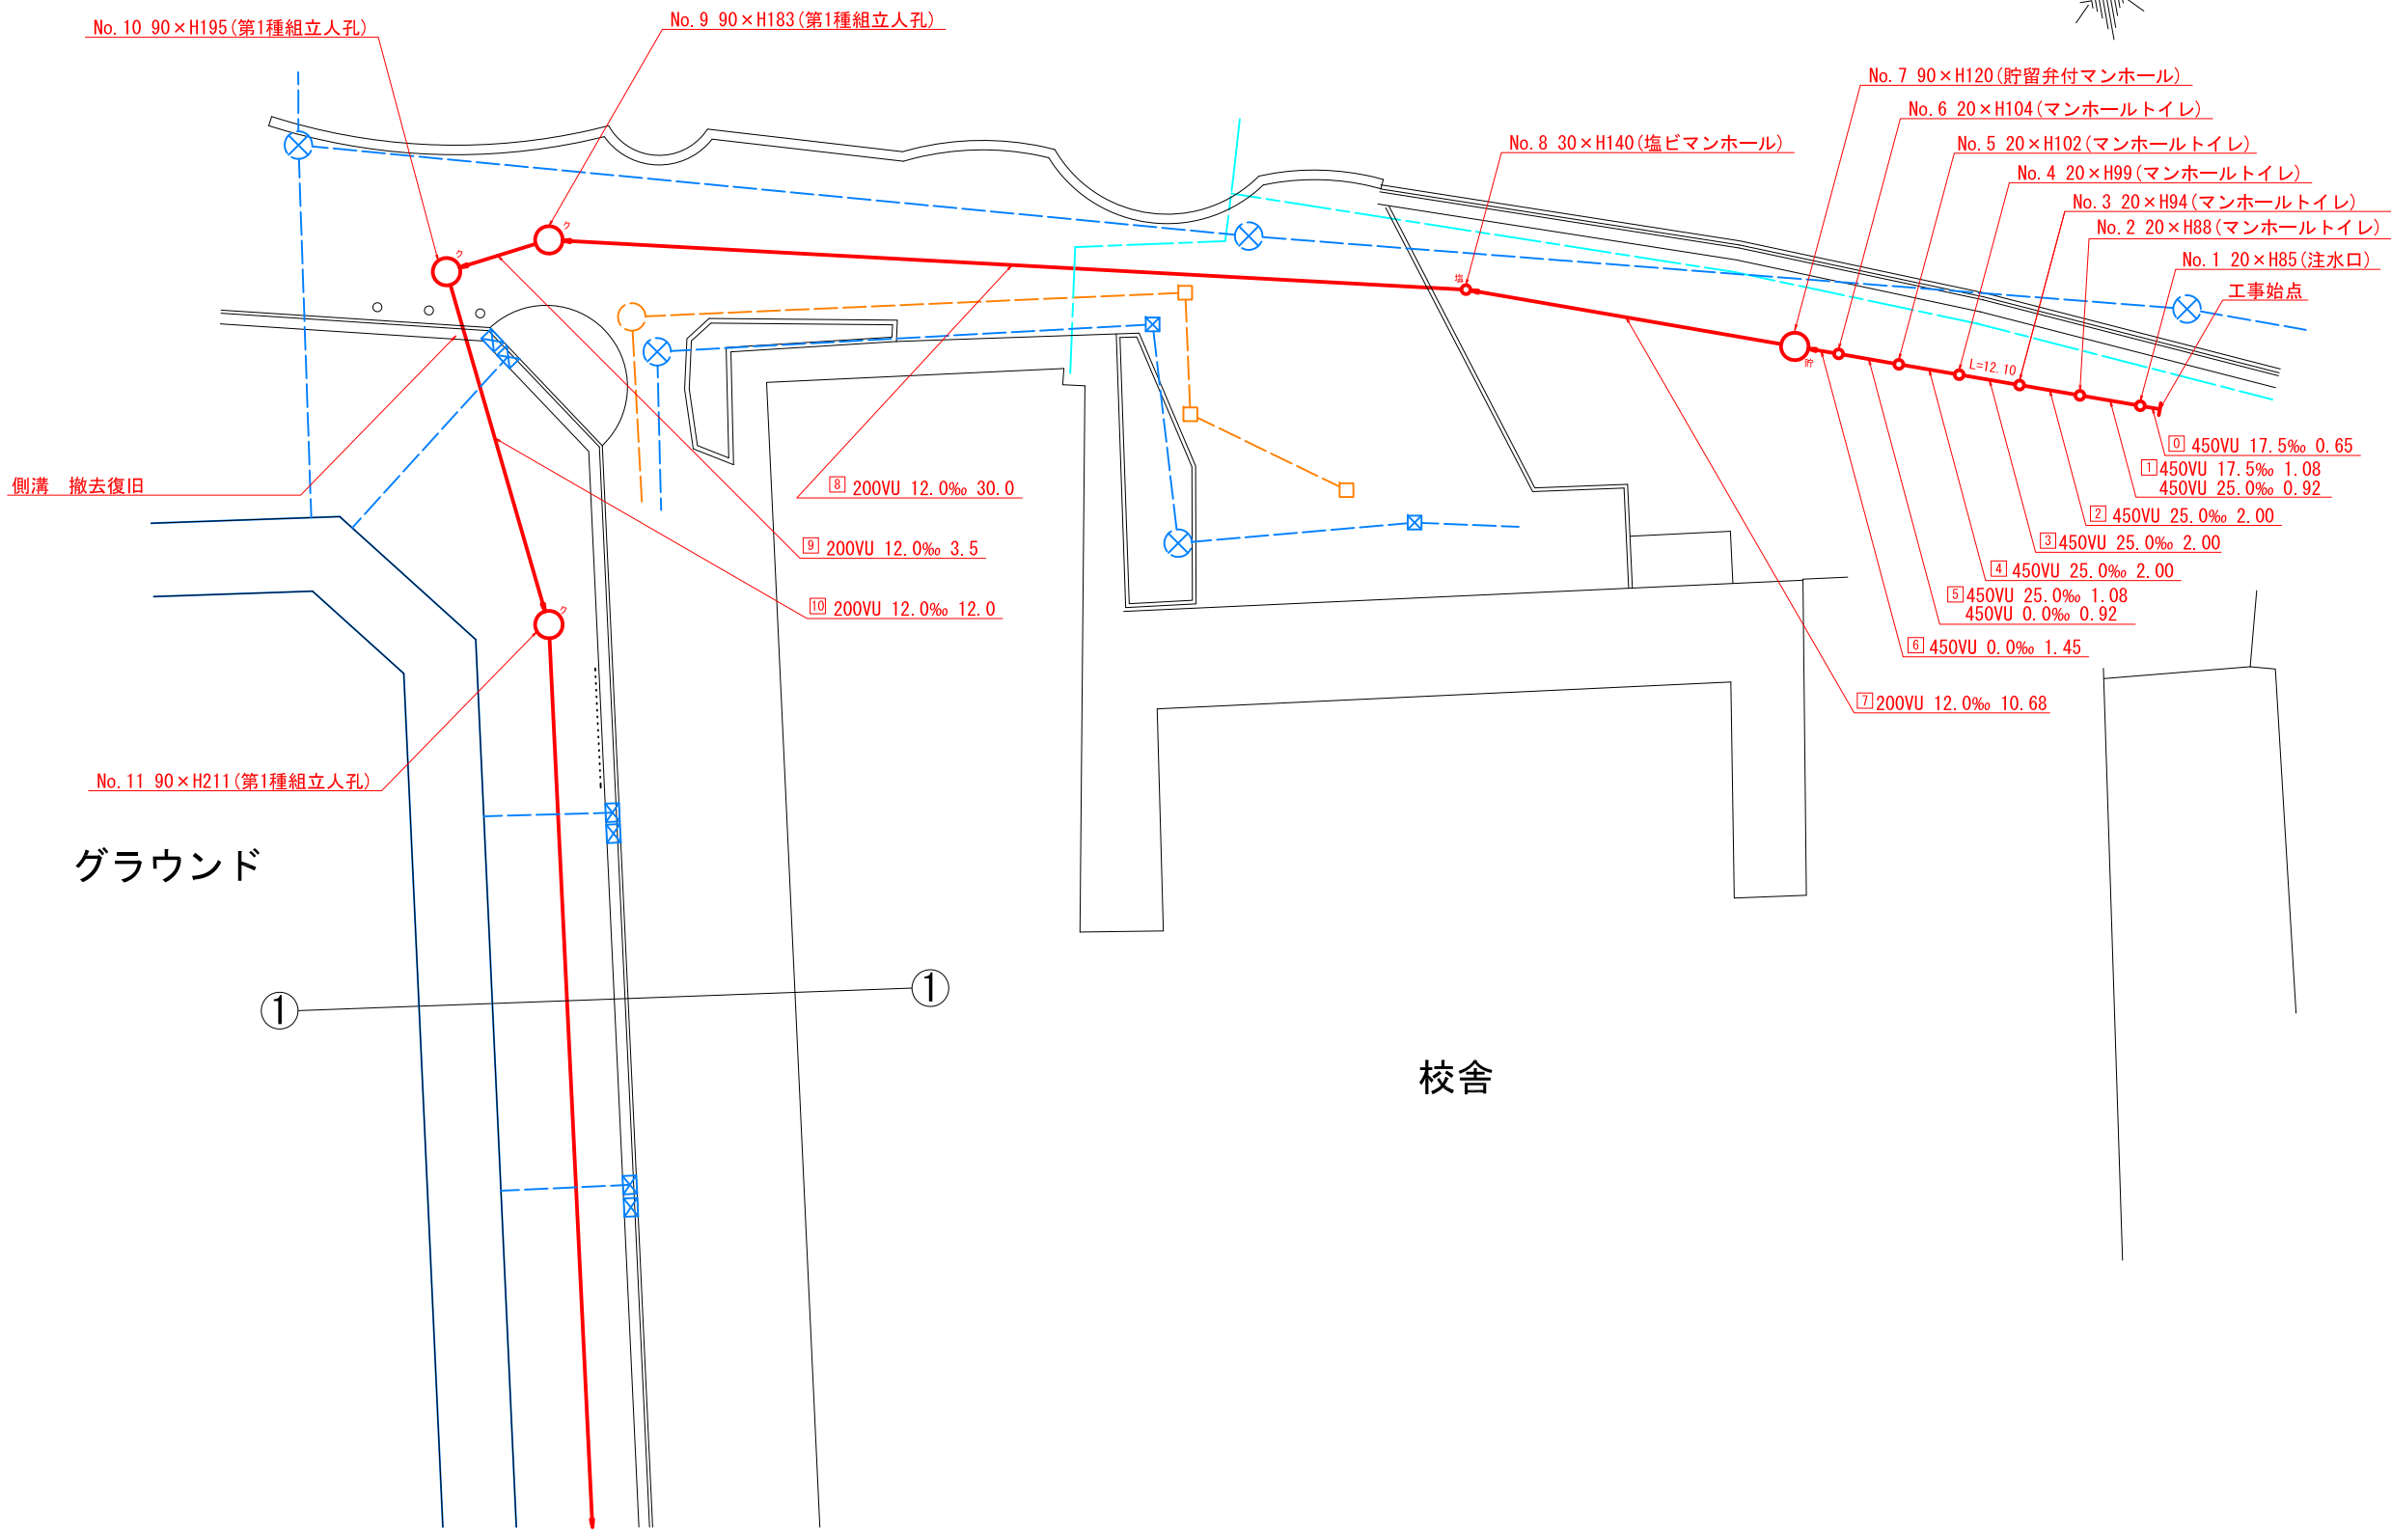 No.10 90×H195(第1種組立人孔)
No.9 90×H183(第1種組立人孔)
No.7 90×H120(貯留弁付マンホール)
No.6 20×H104(マンホールトイレ)
No.8 30×H140(塩ビマンホール)
No.5 20×H102(マンホールトイレ)
No.4 20×H99(マンホールトイレ)
No.3 20×H94(マンホールトイレ)
No.2 20×H88(マンホールトイレ)
No.1 20×H85(注水口)
工事始点
ク
ク
塩
貯
L=12.10
0 450VU 17.5‰ 0.65
1 450VU 17.5‰ 1.08
450VU 25.0‰ 0.92
2 450VU 25.0‰ 2.00
3 450VU 25.0‰ 2.00
4 450VU 25.0‰ 2.00
5 450VU 25.0‰ 1.08
450VU 0.0‰ 0.92
6 450VU 0.0‰ 1.45
7 200VU 12.0‰ 10.68
側溝 撤去復旧
8 200VU 12.0‰ 30.0
9 200VU 12.0‰ 3.5
10 200VU 12.0‰ 12.0
ク
No.11 90×H211(第1種組立人孔)
グラウンド
1
1
校舎